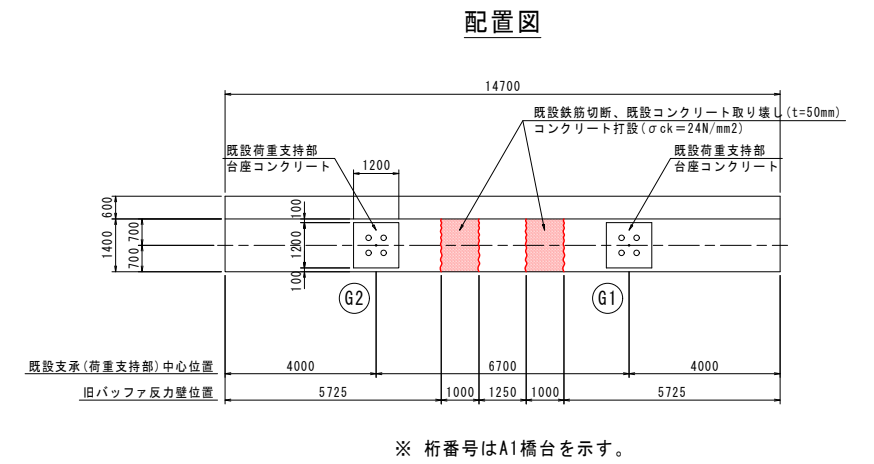 配置図
14700
既設鉄筋切断、既設コンクリート取り壊し(t=50mm)
コンクリート打設(σck=24N/mm2)
既設荷重支持部
台座コンクリート
1200
既設荷重支持部
台座コンクリート
600
100
1400
700
700
1200
100
G2
G1
既設支承(荷重支持部)中心位置
4000
6700
4000
旧バッファ反力壁位置
5725
1000
1250
1000
5725
※ 桁番号はA1橋台を示す。